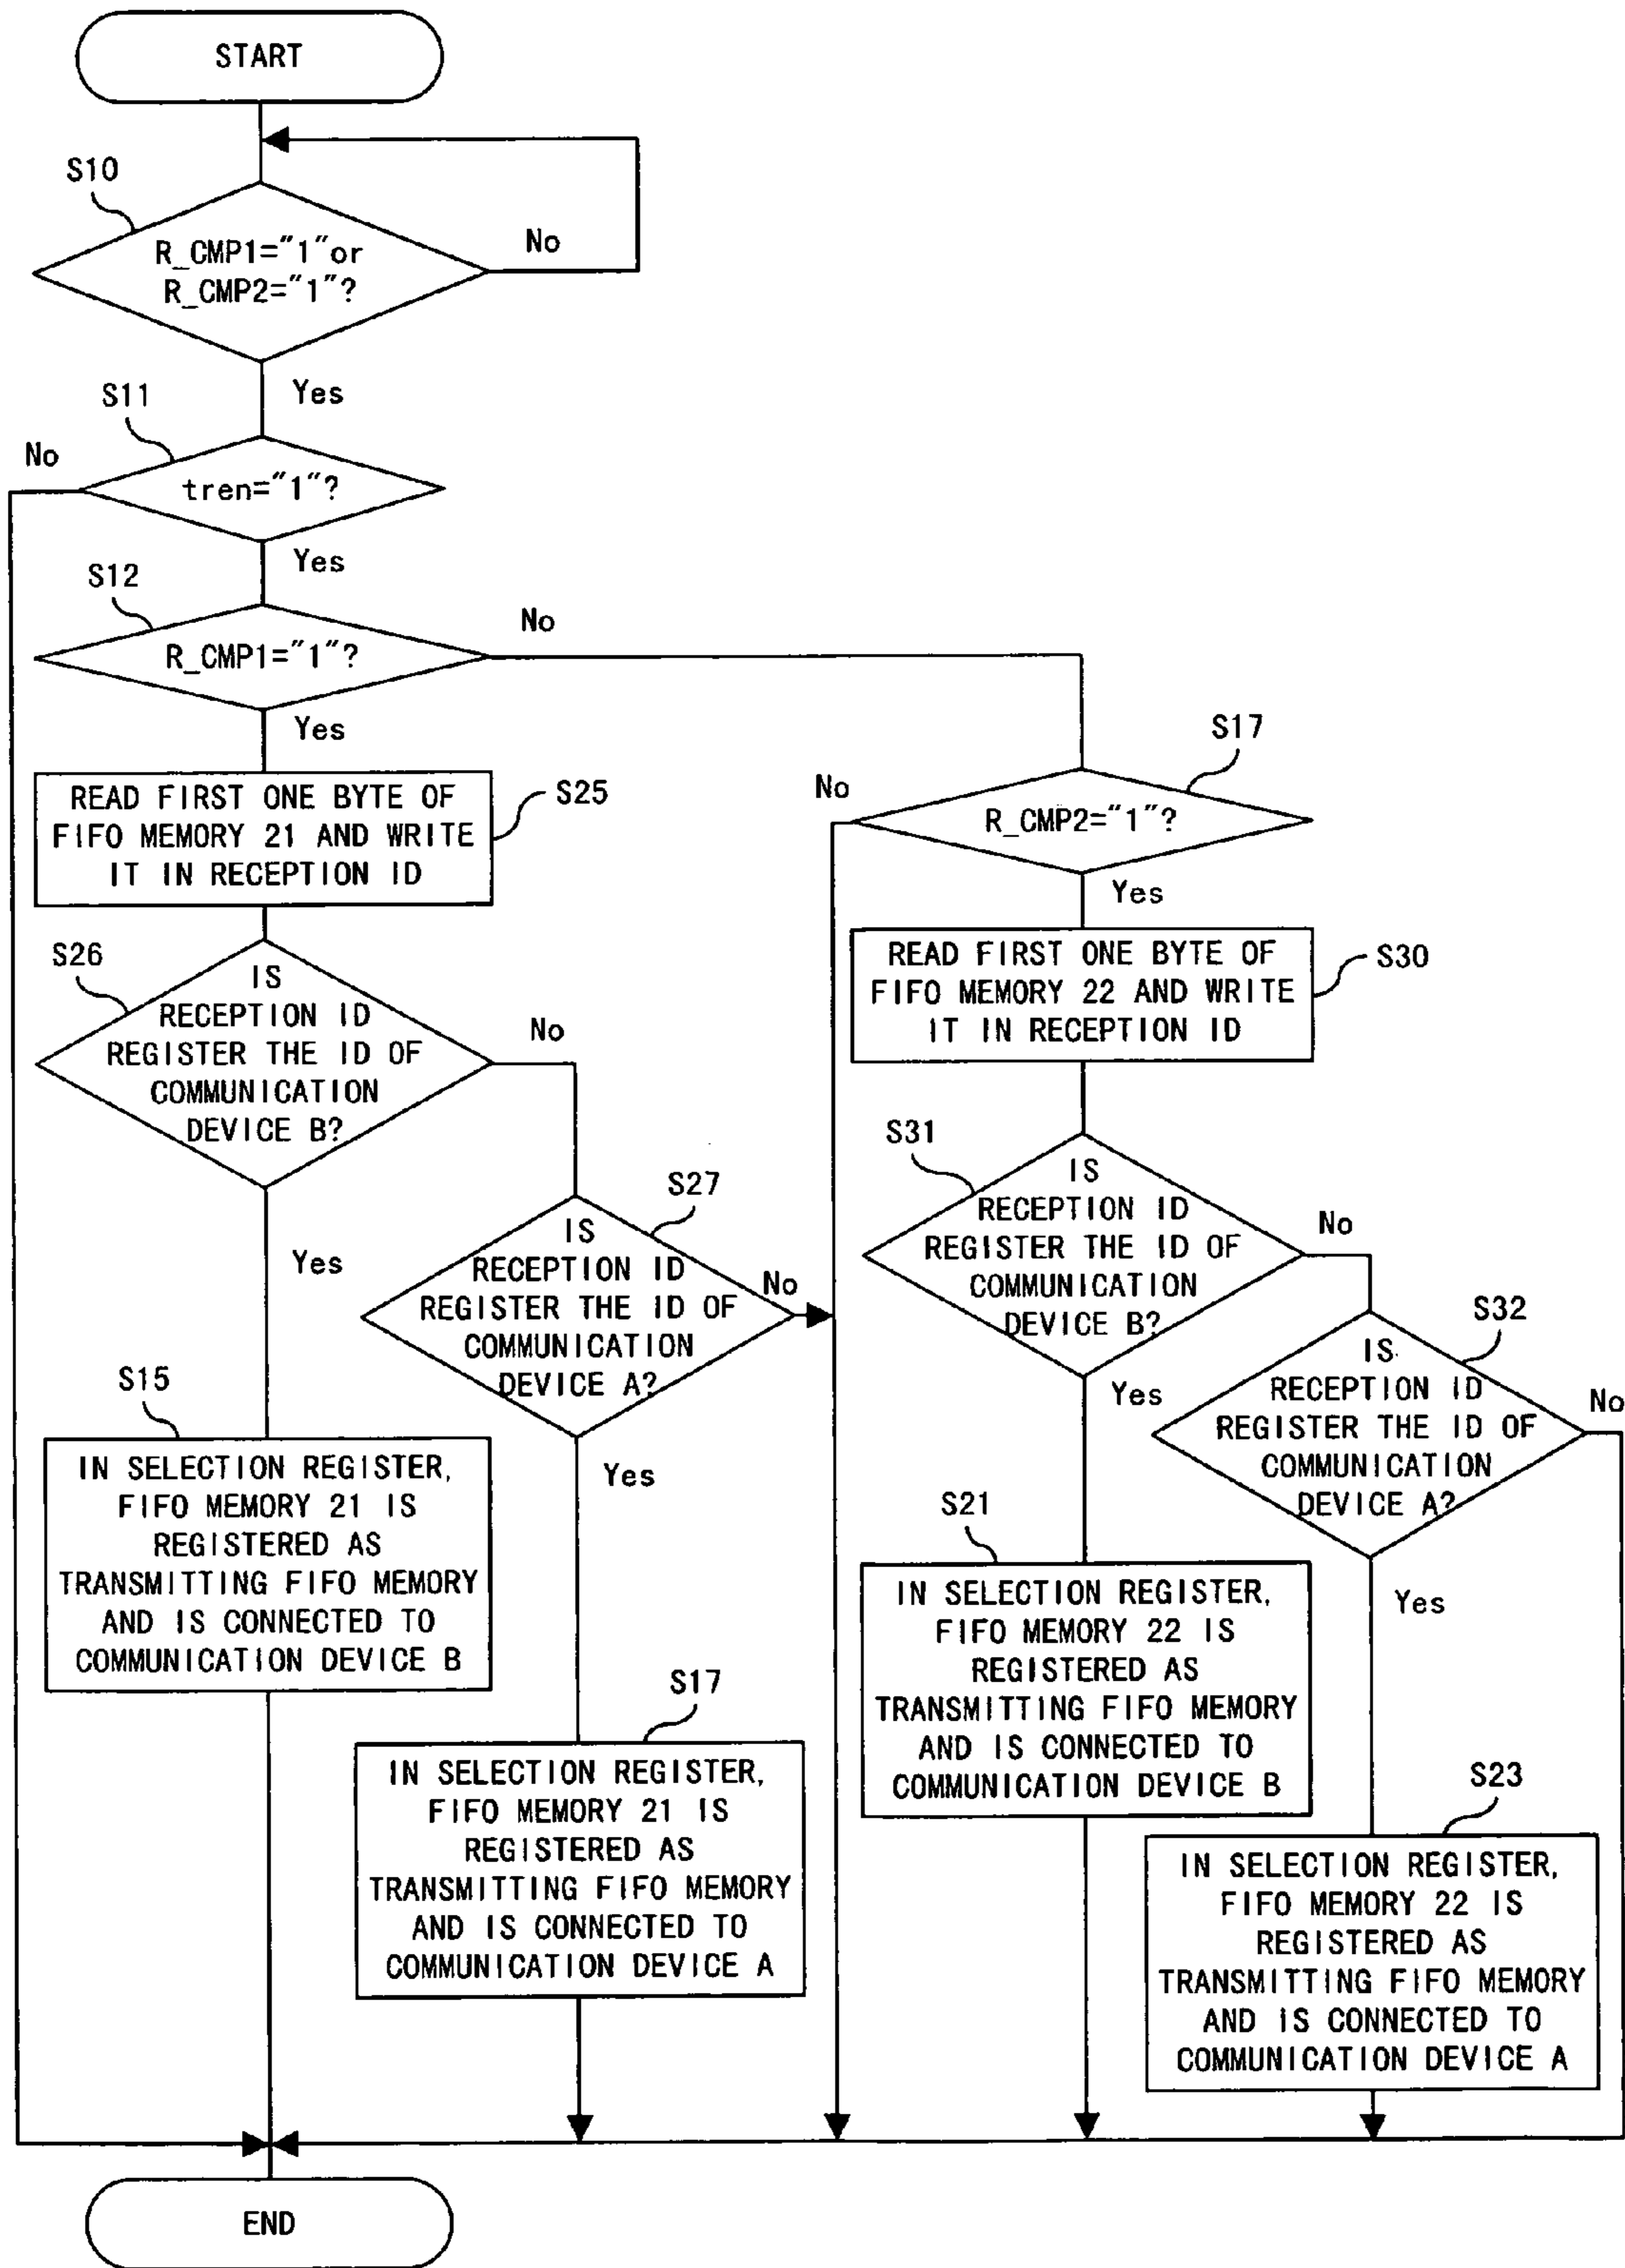 START
S10
R_CMP1="1"or
R_CMP2="1"?
No
Yes
S11
No
tren="1"?
Yes
S12
No
R_CMP1="1"?
Yes
READ FIRST ONE BYTE OF
FIFO MEMORY 21 AND WRITE
IT IN RECEPTION ID
S25
S26
IS
RECEPTION ID
REGISTER THE ID OF
COMMUNICATION
DEVICE B?
No
Yes
S27
IS
RECEPTION ID
REGISTER THE ID OF
COMMUNICATION
DEVICE A?
No
Yes
S15
IN SELECTION REGISTER,
FIFO MEMORY 21 IS
REGISTERED AS
TRANSMITTING FIFO MEMORY
AND IS CONNECTED TO
COMMUNICATION DEVICE B
S17
IN SELECTION REGISTER,
FIFO MEMORY 21 IS
REGISTERED AS
TRANSMITTING FIFO MEMORY
AND IS CONNECTED TO
COMMUNICATION DEVICE A
S17
No
R_CMP2="1"?
Yes
READ FIRST ONE BYTE OF
FIFO MEMORY 22 AND WRITE
IT IN RECEPTION ID
S30
S31
IS
RECEPTION ID
REGISTER THE ID OF
COMMUNICATION
DEVICE B?
No
Yes
S32
IS
RECEPTION ID
REGISTER THE ID OF
COMMUNICATION
DEVICE A?
No
Yes
S21
IN SELECTION REGISTER,
FIFO MEMORY 22 IS
REGISTERED AS
TRANSMITTING FIFO MEMORY
AND IS CONNECTED TO
COMMUNICATION DEVICE B
S23
IN SELECTION REGISTER,
FIFO MEMORY 22 IS
REGISTERED AS
TRANSMITTING FIFO MEMORY
AND IS CONNECTED TO
COMMUNICATION DEVICE A
END